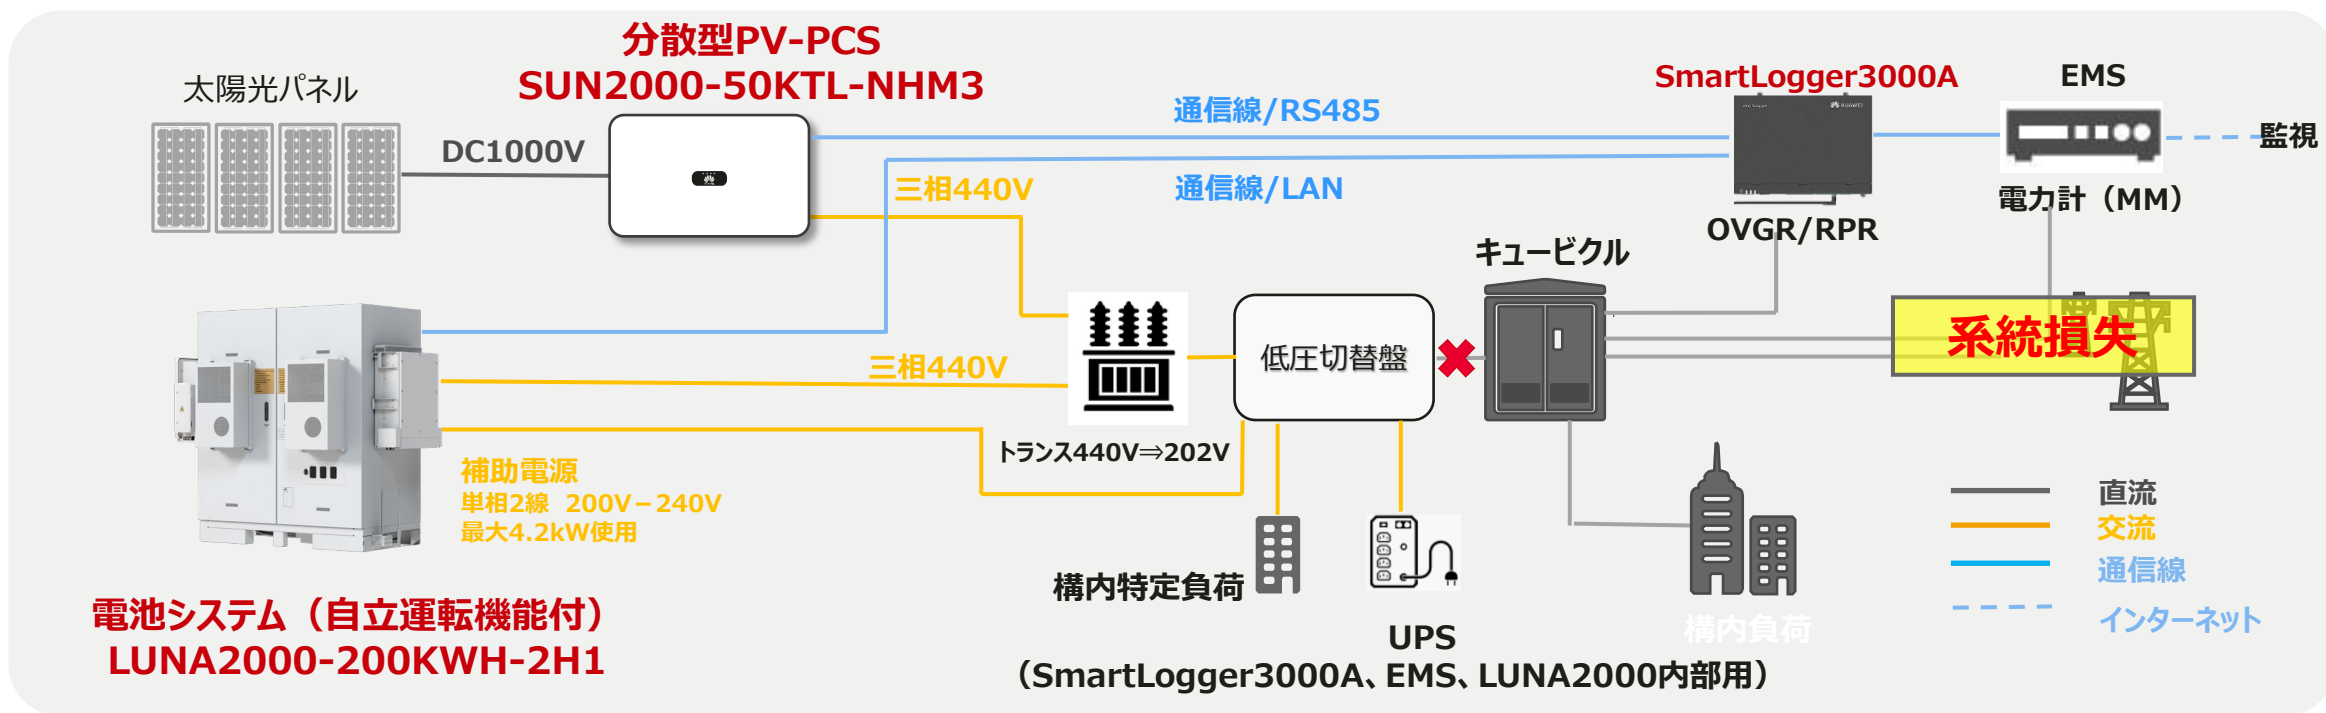 分散型PV-PCS
SUN2000-50KTL-NHM3
太陽光パネル
DC1000V
三相440V
通信線/RS485
通信線/LAN
SmartLogger3000A
HUAWEI
EMS
監視
電力計（MM）
OVGR/RPR
キュービクル
系統損失
低圧切替盤
三相440V
トランス440V⇒202V
補助電源
単相2線 200V－240V
最大4.2kW使用
電池システム（自立運転機能付）
LUNA2000-200KWH-2H1
構内特定負荷
UPS
（SmartLogger3000A、EMS、LUNA2000内部用）
構内負荷
直流
交流
通信線
インターネット